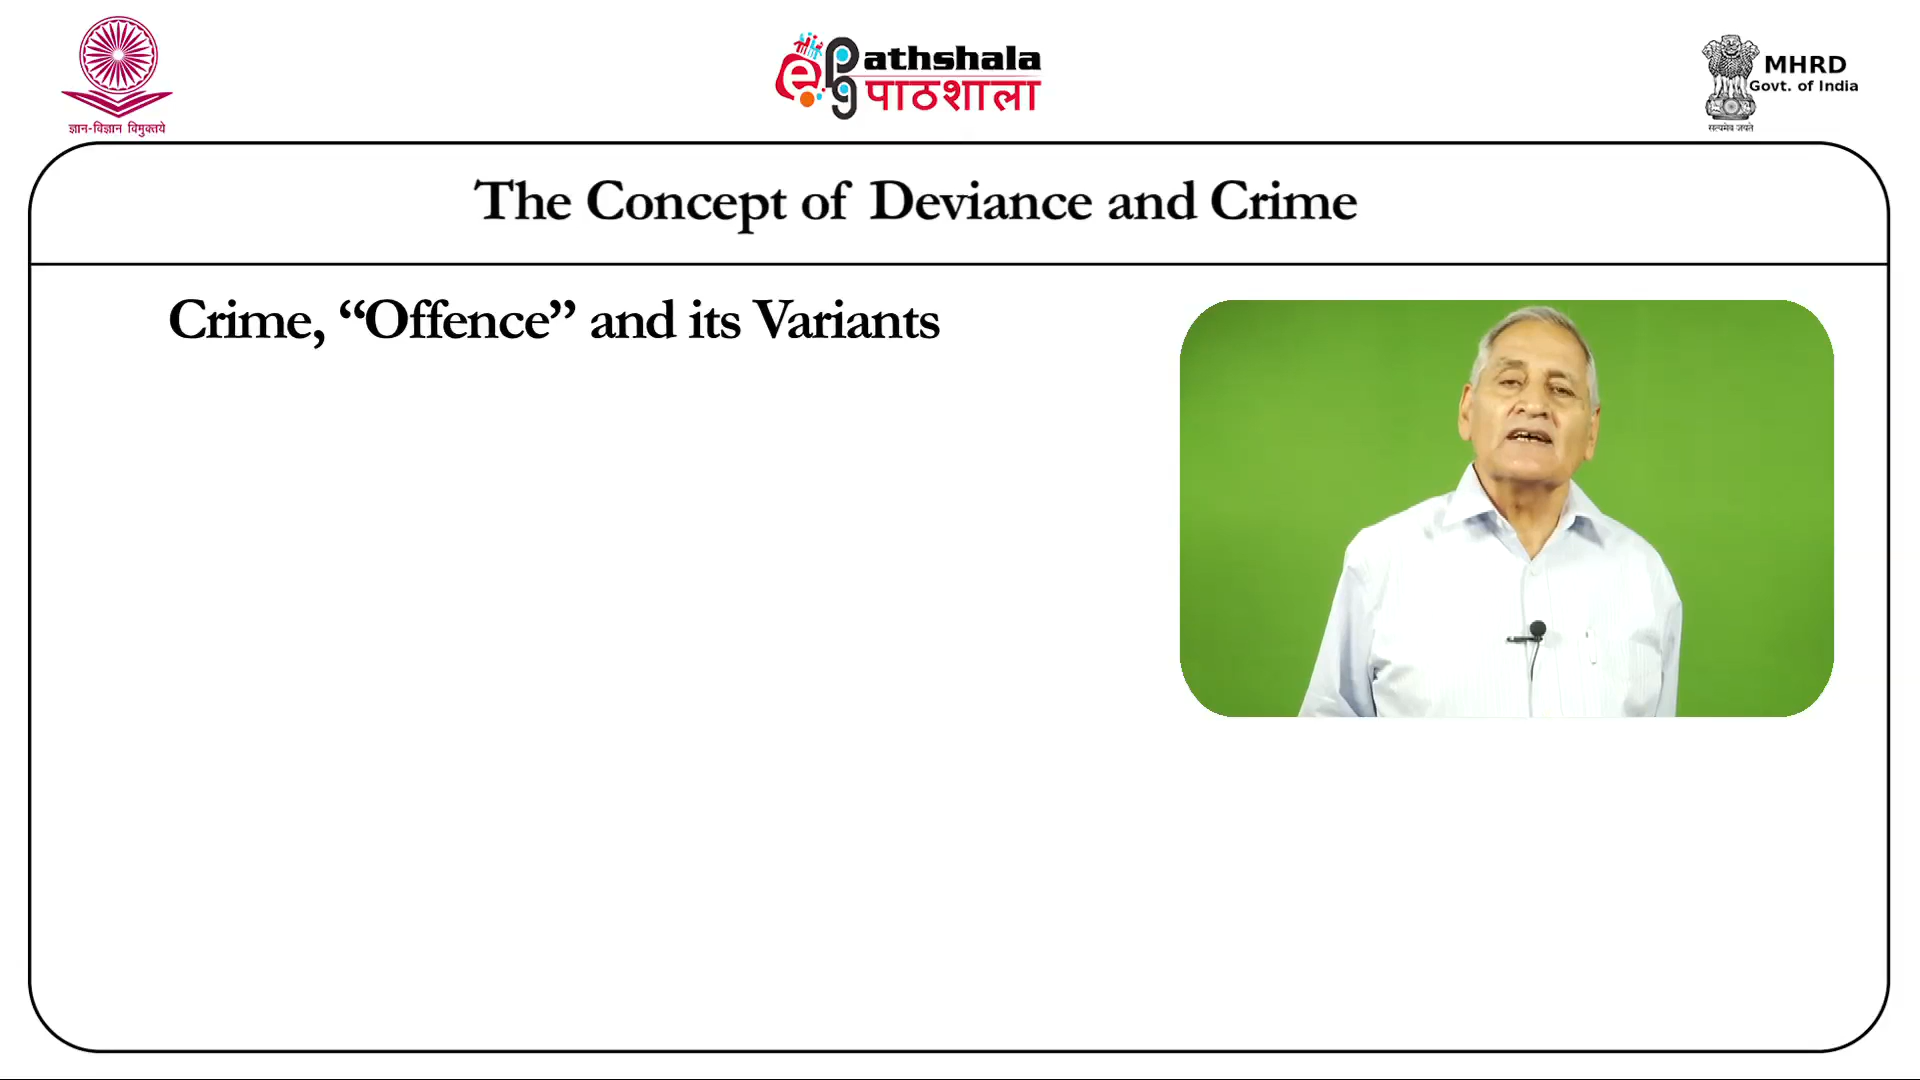 ज्ञान-विज्ञान विमुक्तये
ePGathshala
पाठशाला
MHRD
Govt. of India
सत्यमेव जयते
The Concept of Deviance and Crime
Crime, “Offence” and its Variants